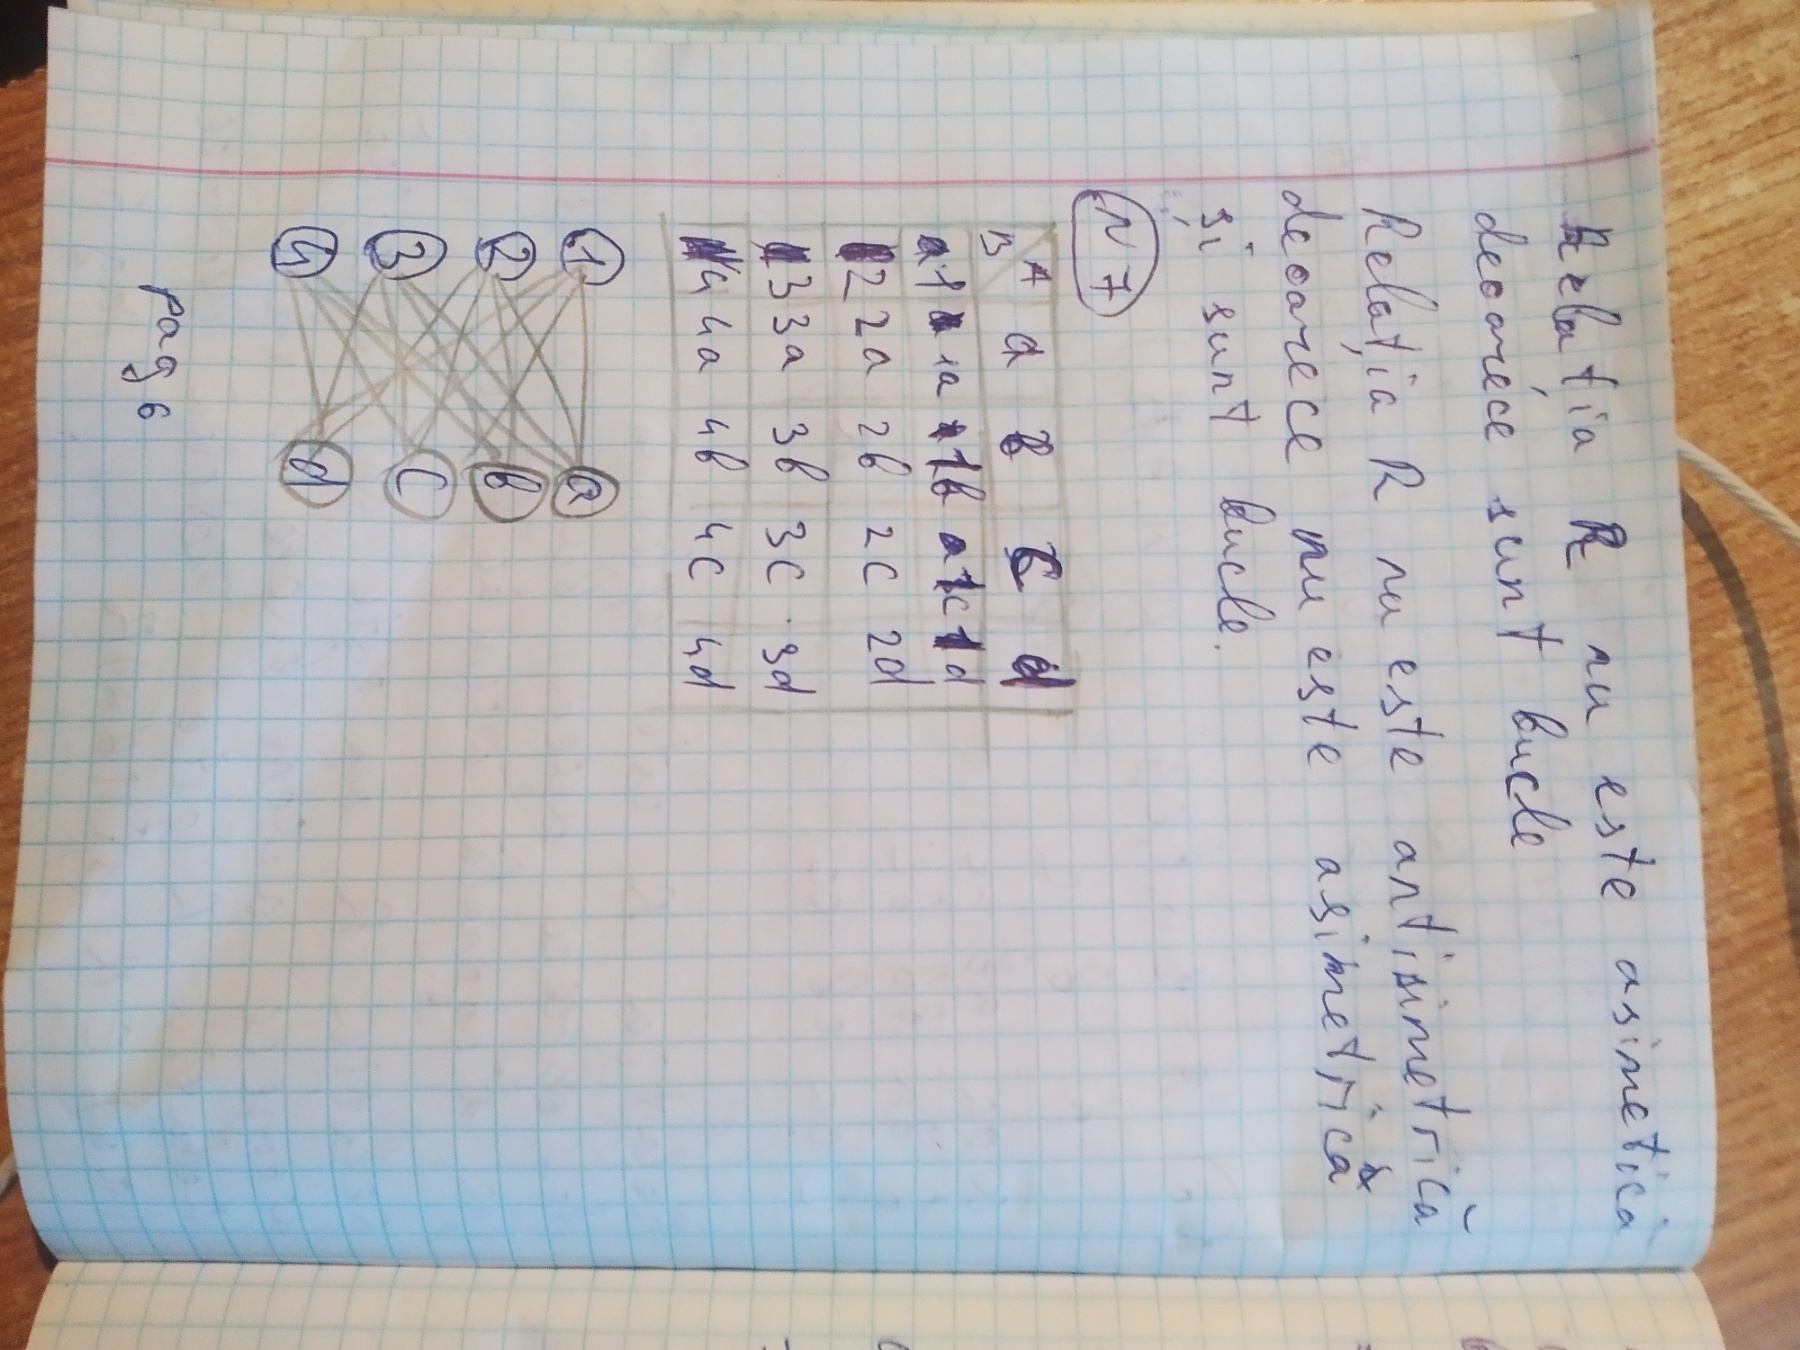 Relația R nu este asimetică
deoarece sunt bucle
Relația R nu este antisimetrică
deoarece nu este asimetrică
și sunt bucle.
N 7
B A a b c d
1 1a 1b 1c 1d
2 2a 2b 2c 2d
3 3a 3b 3c 3d
4 4a 4b 4c 4d
1 a
2 b
3 c
4 d
pag 6